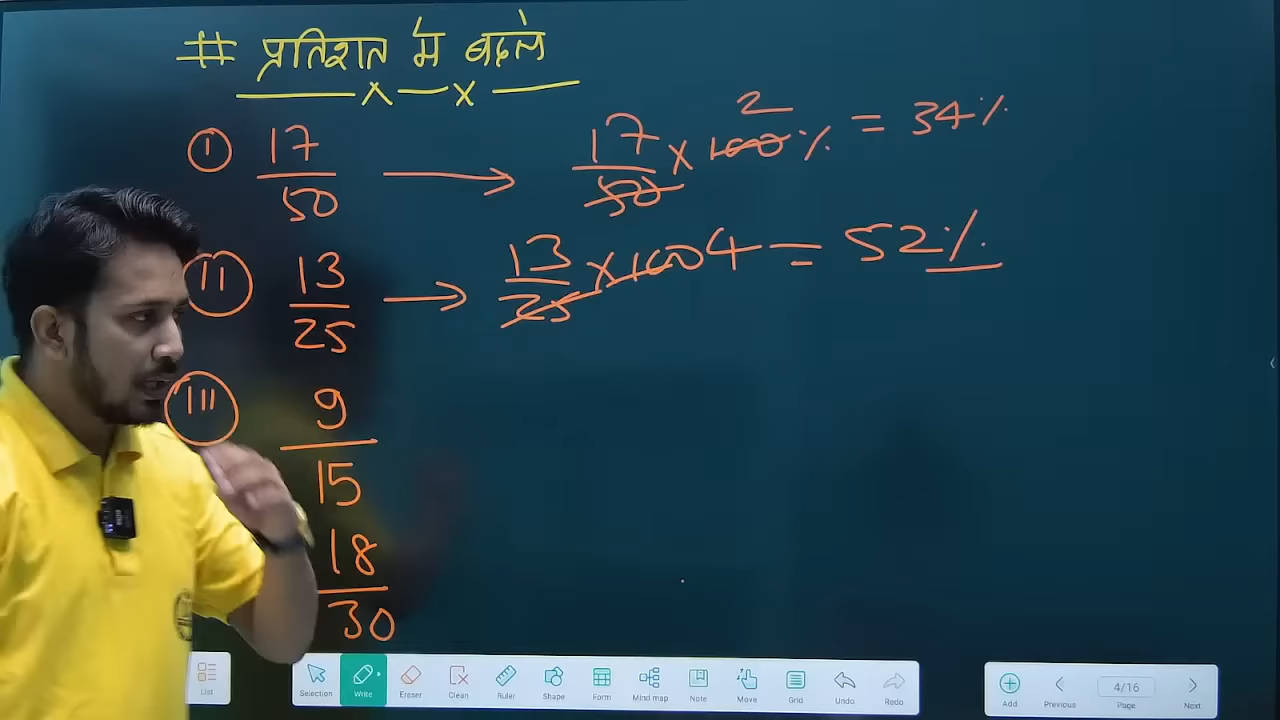 # प्रतिशत में बदले
① 17/50 → 17/50 × 100% 2 = 34%
II 13/25 → 13/25 × 100 4 = 52%
III 9/15
18/30
List Selection Write Eraser Clean Ruler Shape Form Mind map Note Move Grid Undo Redo Add Previous 4/16 Page Next